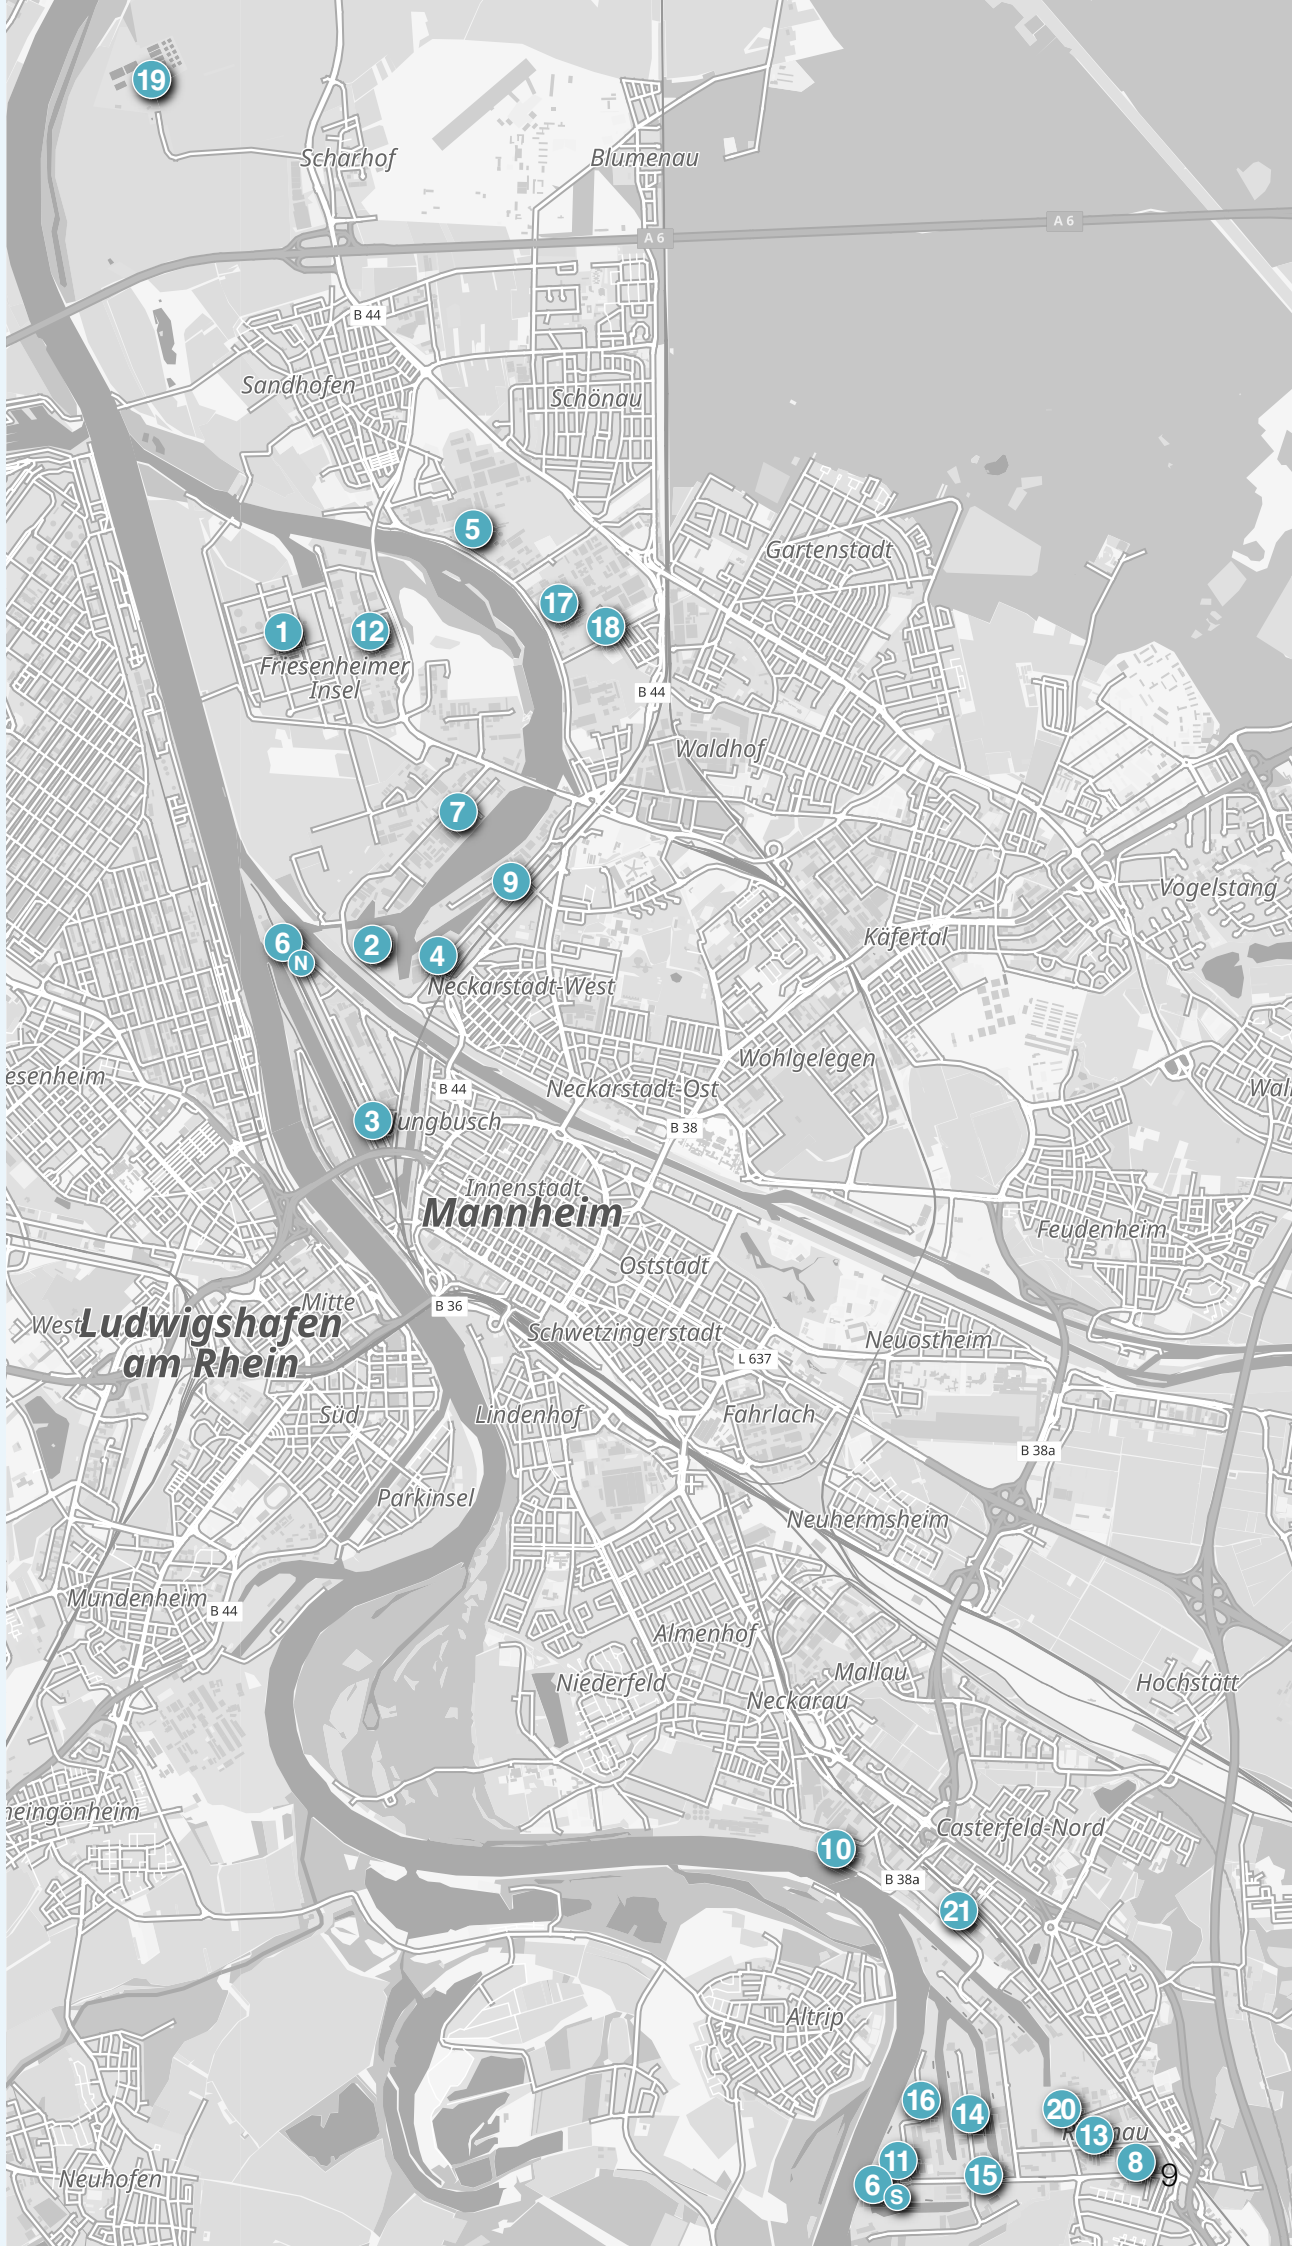 19
Scharhof
Blumenau
A 6
A 6
B 44
Sandhofen
Schönau
5
Gartenstadt
17
18
1
12
Friesenheimer
Insel
B 44
Waldhof
7
9
Vogelstang
Käfertal
6
N
2
4
Neckarstadt-West
Wohlgelegen
esenheim
B 44
Neckarstadt-Ost
Wall
3
Jungbusch
B 38
Innenstadt
Mannheim
Feudenheim
Oststadt
Mitte
B 36
West
Ludwigshafen
am Rhein
Schwetzingerstadt
Neuostheim
L 637
Süd
Lindenhof
Fahrlach
B 38a
Parkinsel
Neuhermsheim
Mundenheim
B 44
Almenhof
Mallau
Niederfeld
Neckarau
Hochstätt
heingönheim
Casterfeld-Nord
10
B 38a
21
Altrip
16
14
20
13
nau
11
8
9
15
6
S
Neuhofen